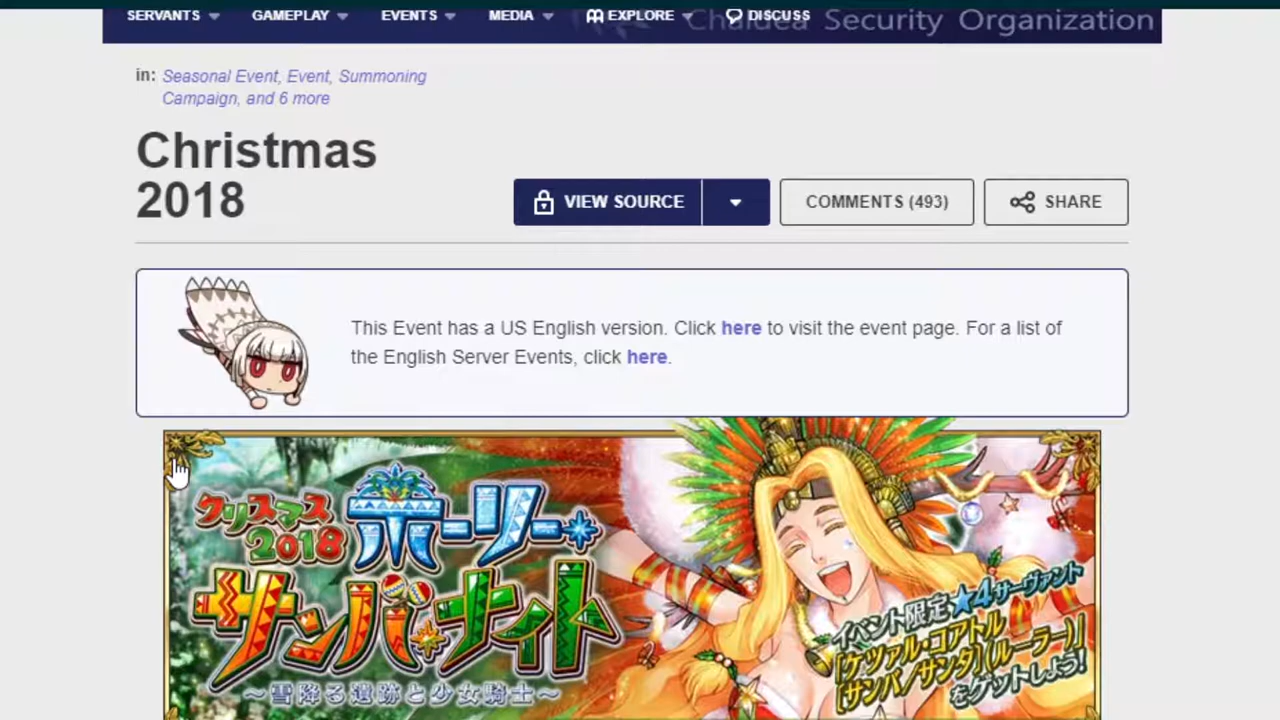 SERVANTS GAMEPLAY EVENTS MEDIA EXPLORE DISCUSS
Chaldea Security Organization
in: Seasonal Event, Event, Summoning
Campaign, and 6 more
Christmas
2018
VIEW SOURCE
COMMENTS (493)
SHARE
This Event has a US English version. Click here to visit the event page. For a list of
the English Server Events, click here.
クリスマス
2018
ホーリー・
サンバ・ナイト
～雪降る遺跡と少女騎士～
イベント限定★4サーヴァント
「ケツァル・コアトル
〔サンバ/サンタ〕(ルーラー)」
をゲットしよう!